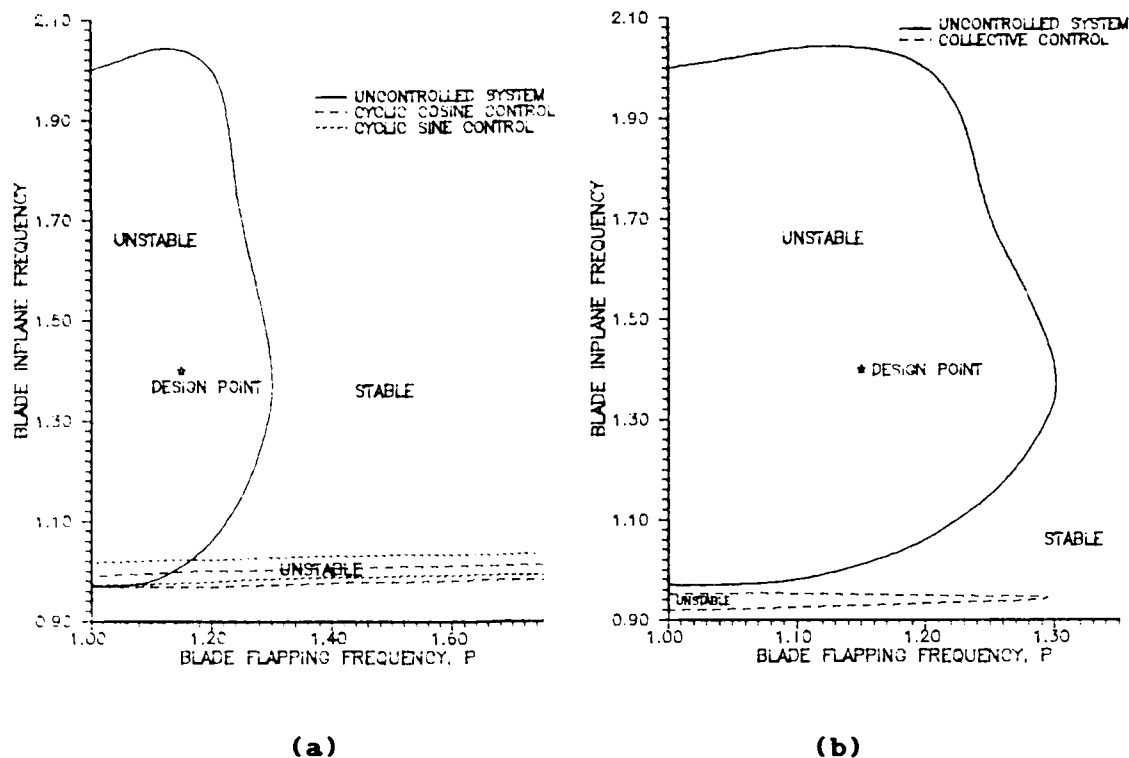 2.10
1.90
1.70
1.50
1.30
1.10
0.90
BLADE INPLANE FREQUENCY
UNCONTROLLED SYSTEM
CYCLIC COSINE CONTROL
CYCLIC SINE CONTROL
UNSTABLE
DESIGN POINT
STABLE
UNSTABLE
1.00
1.20
1.40
1.60
BLADE FLAPPING FREQUENCY, P
(a)
2.10
1.90
1.70
1.50
1.30
1.10
0.90
BLADE INPLANE FREQUENCY
UNCONTROLLED SYSTEM
COLLECTIVE CONTROL
UNSTABLE
DESIGN POINT
STABLE
UNSTABLE
1.00
1.10
1.20
1.30
BLADE FLAPPING FREQUENCY, P
(b)